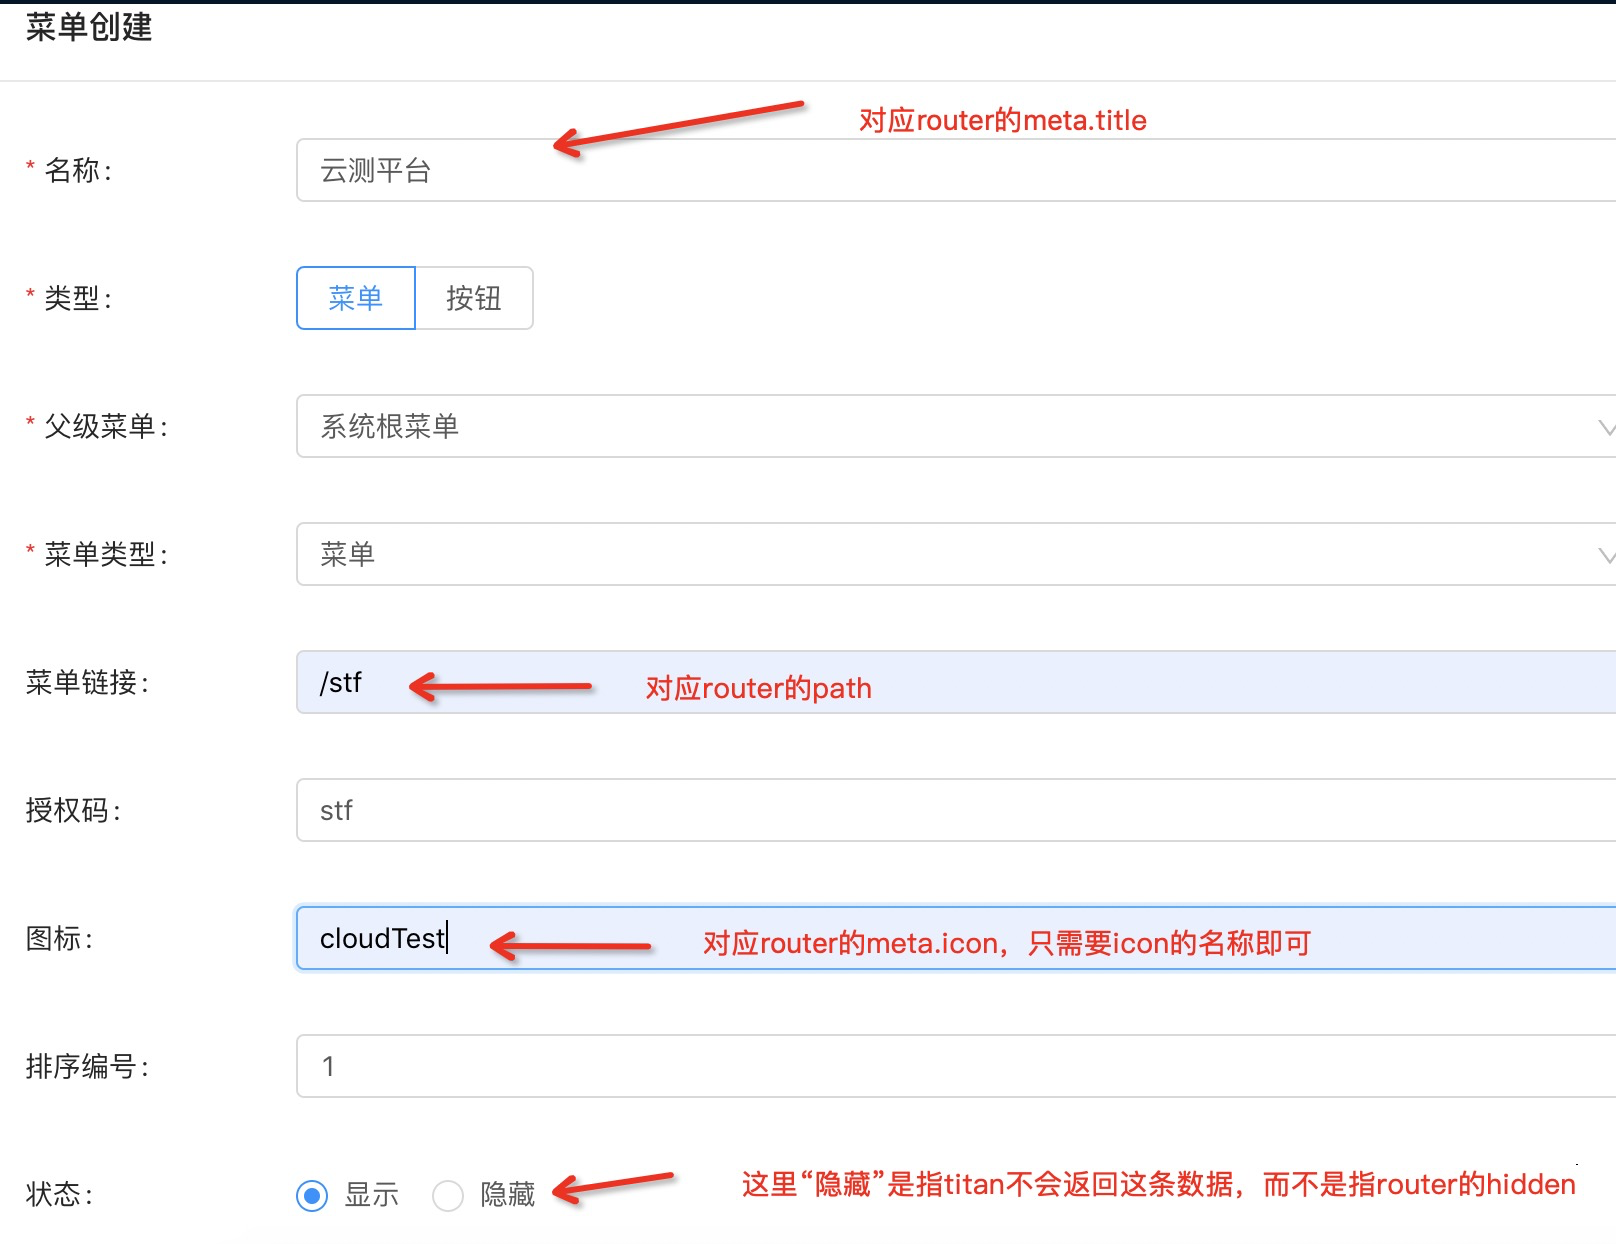 菜单创建
对应router的meta.title
* 名称：
云测平台
* 类型：
菜单
按钮
* 父级菜单：
系统根菜单
* 菜单类型：
菜单
菜单链接：
/stf
对应router的path
授权码：
stf
图标：
cloudTest
对应router的meta.icon，只需要icon的名称即可
排序编号：
1
状态：
显示
隐藏
这里“隐藏”是指titan不会返回这条数据，而不是指router的hidden